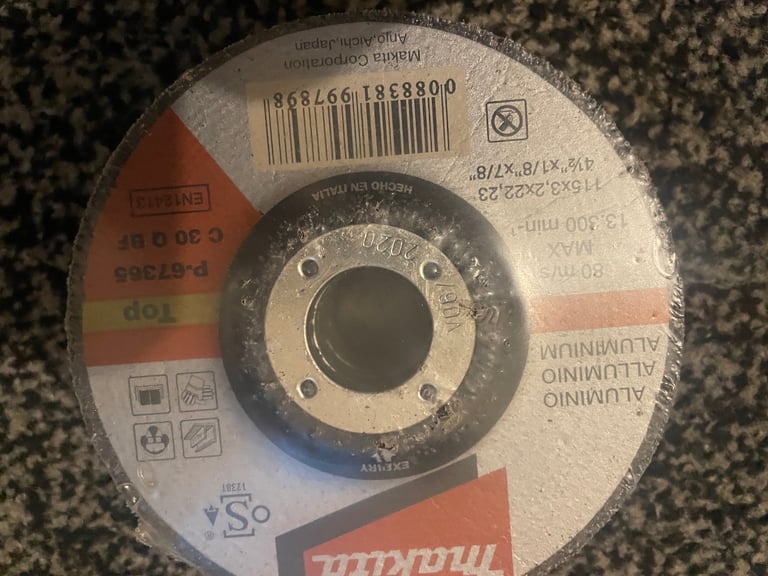 makita
ALUMINIUM
ALLUMINIO
ALUMINIO
80 m/s
MAX
13.300 min⁻¹
115x3,2x22,23
4½"x1/8"x7/8"
Top
P-67365
C 30 Q BF
EN12413
EXPIRY
V06/2020
HECHO EN ITALIA
oSa
®
1238T
0 088381 997898
Makita Corporation
Anjo, Aichi, Japan